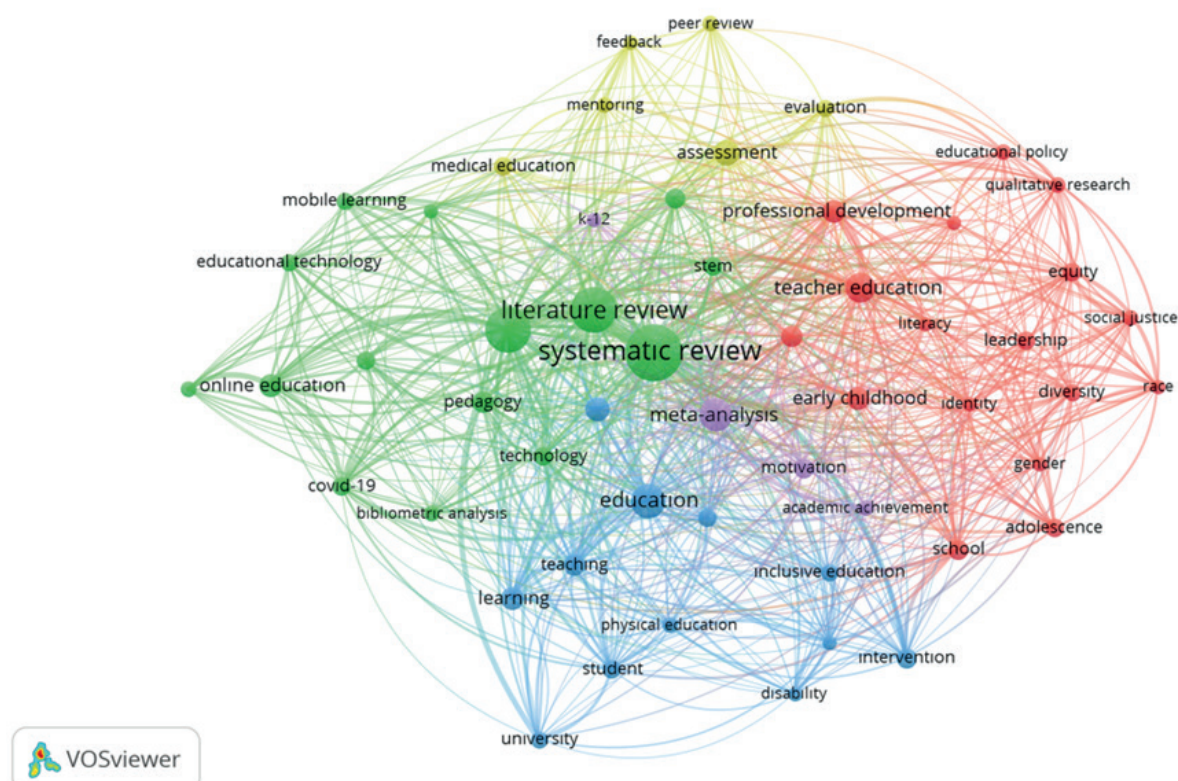 peer review
feedback
mentoring
evaluation
assessment
educational policy
medical education
qualitative research
mobile learning
professional development
k-12
educational technology
stem
equity
teacher education
literature review
social justice
literacy
leadership
systematic review
online education
race
diversity
early childhood
identity
pedagogy
meta-analysis
technology
gender
motivation
covid-19
education
academic achievement
bibliometric analysis
adolescence
school
teaching
inclusive education
learning
physical education
intervention
student
disability
university
VOSviewer